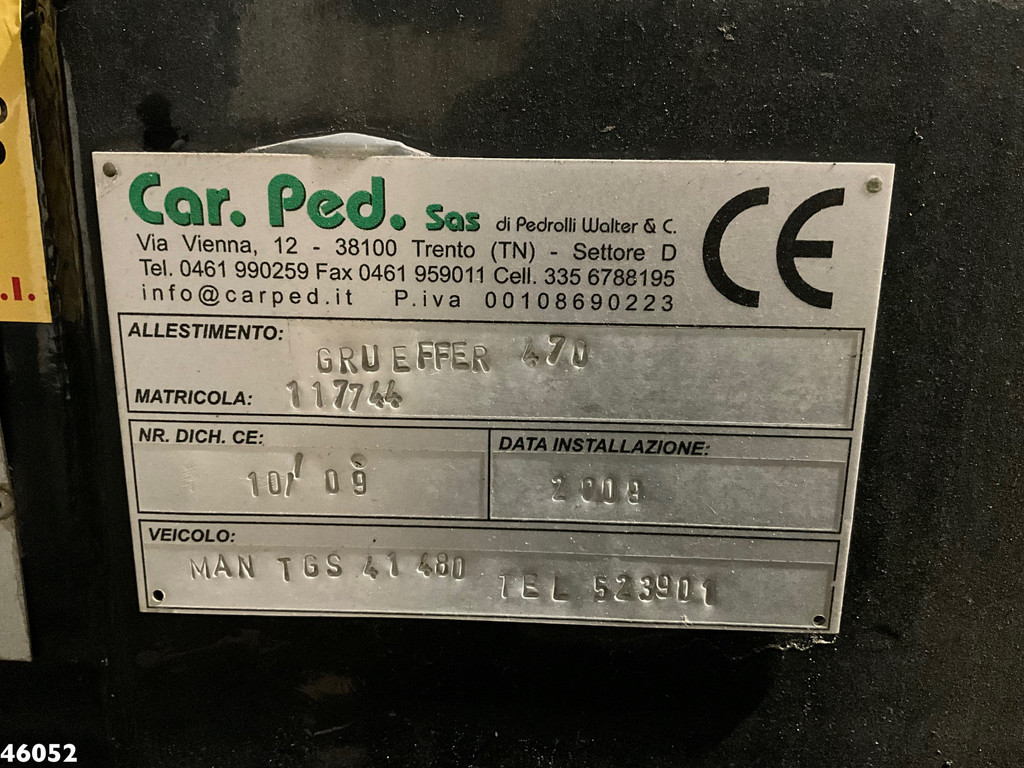 Car. Ped. Sas di Pedrolli Walter & C.
Via Vienna, 12 - 38100 Trento (TN) - Settore D
Tel. 0461 990259 Fax 0461 959011 Cell. 335 6788195
info@carped.it P.iva 00108690223
CE
ALLESTIMENTO: GRUEFFER 470
MATRICOLA: 117744
NR. DICH. CE:
10/ 09
DATA INSTALLAZIONE:
2009
VEICOLO:
MAN TGS 41 480 TEL 523901
.I.
46052